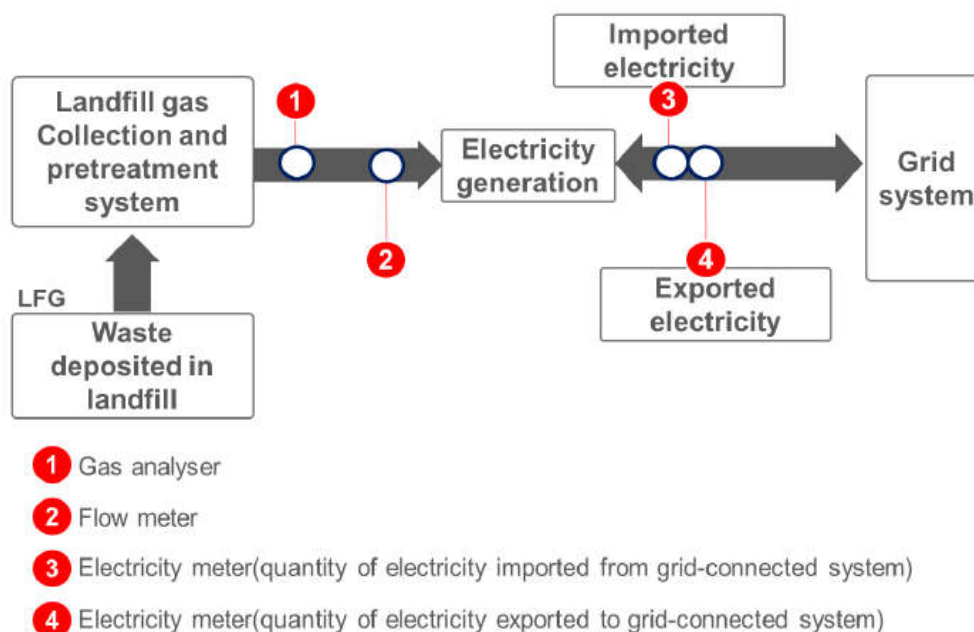 Imported
electricity
1
3
Landfill gas
Collection and
pretreatment
system
Electricity
generation
Grid
system
2
4
LFG
Exported
electricity
Waste
deposited in
landfill
1 Gas analyser
2 Flow meter
3 Electricity meter(quantity of electricity imported from grid-connected system)
4 Electricity meter(quantity of electricity exported to grid-connected system)